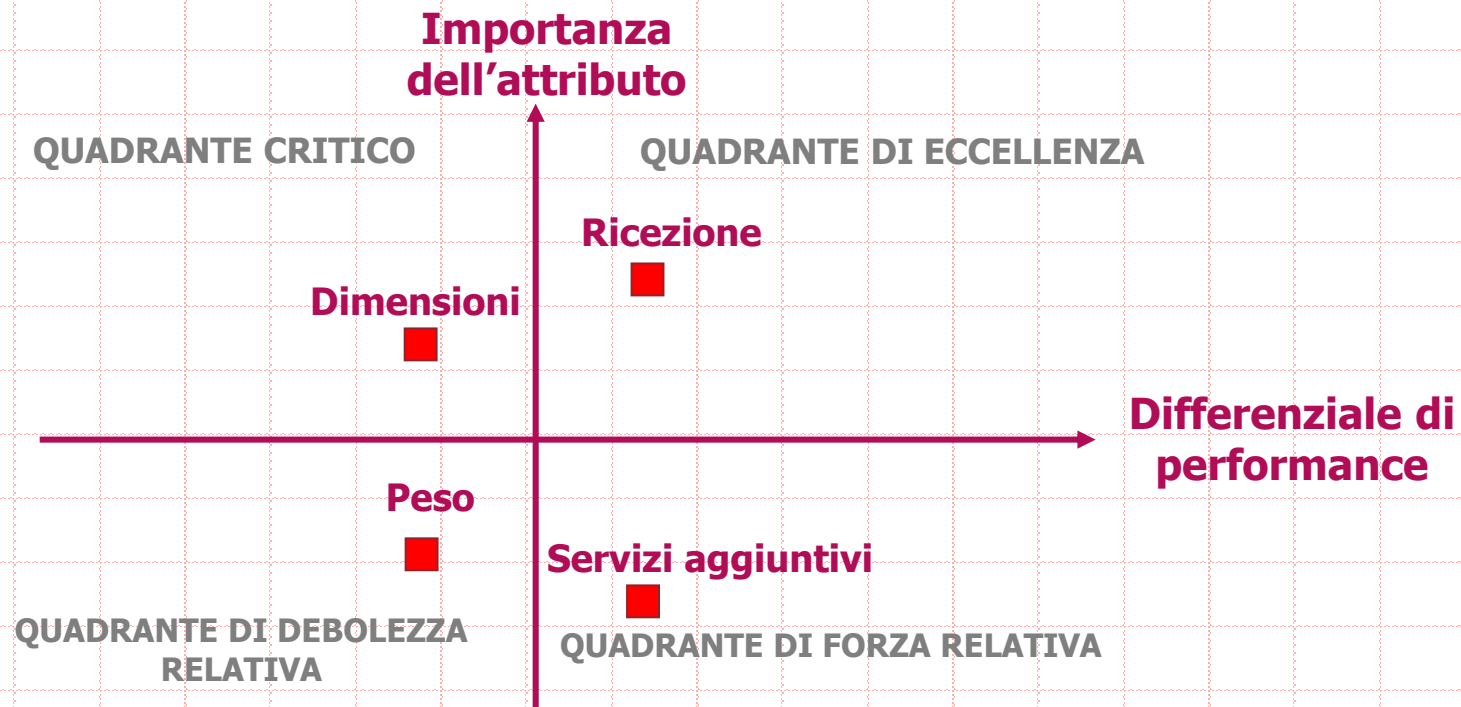 Importanza
dell’attributo
QUADRANTE CRITICO
QUADRANTE DI ECCELLENZA
Ricezione
Dimensioni
Differenziale di
performance
Peso
Servizi aggiuntivi
QUADRANTE DI DEBOLEZZA
RELATIVA
QUADRANTE DI FORZA RELATIVA